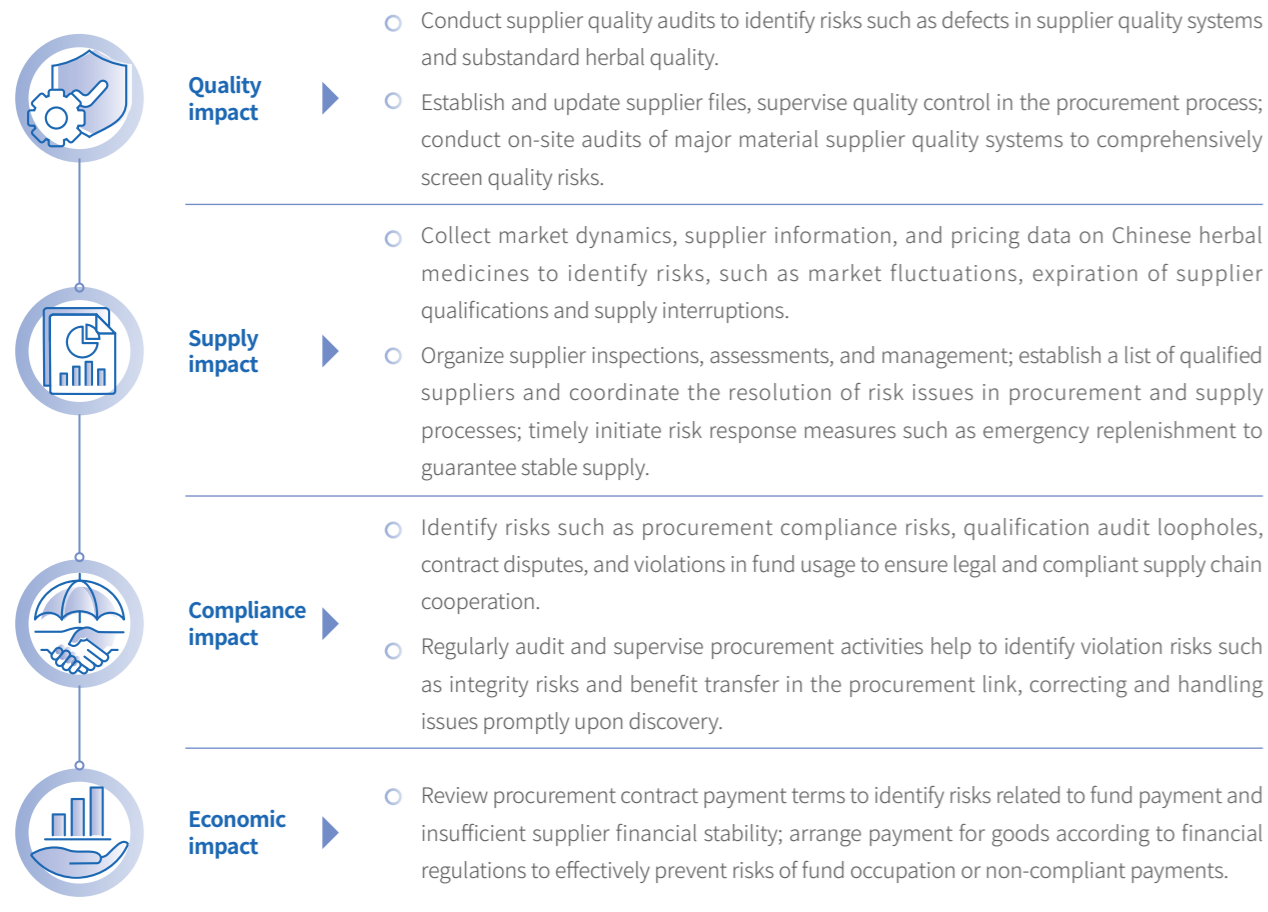 Quality
impact
Conduct supplier quality audits to identify risks such as defects in supplier quality systems
and substandard herbal quality.
Establish and update supplier files, supervise quality control in the procurement process;
conduct on-site audits of major material supplier quality systems to comprehensively
screen quality risks.
Supply
impact
Collect market dynamics, supplier information, and pricing data on Chinese herbal
medicines to identify risks, such as market fluctuations, expiration of supplier
qualifications and supply interruptions.
Organize supplier inspections, assessments, and management; establish a list of qualified
suppliers and coordinate the resolution of risk issues in procurement and supply
processes; timely initiate risk response measures such as emergency replenishment to
guarantee stable supply.
Compliance
impact
Identify risks such as procurement compliance risks, qualification audit loopholes,
contract disputes, and violations in fund usage to ensure legal and compliant supply chain
cooperation.
Regularly audit and supervise procurement activities help to identify violation risks such
as integrity risks and benefit transfer in the procurement link, correcting and handling
issues promptly upon discovery.
Economic
impact
Review procurement contract payment terms to identify risks related to fund payment and
insufficient supplier financial stability; arrange payment for goods according to financial
regulations to effectively prevent risks of fund occupation or non-compliant payments.